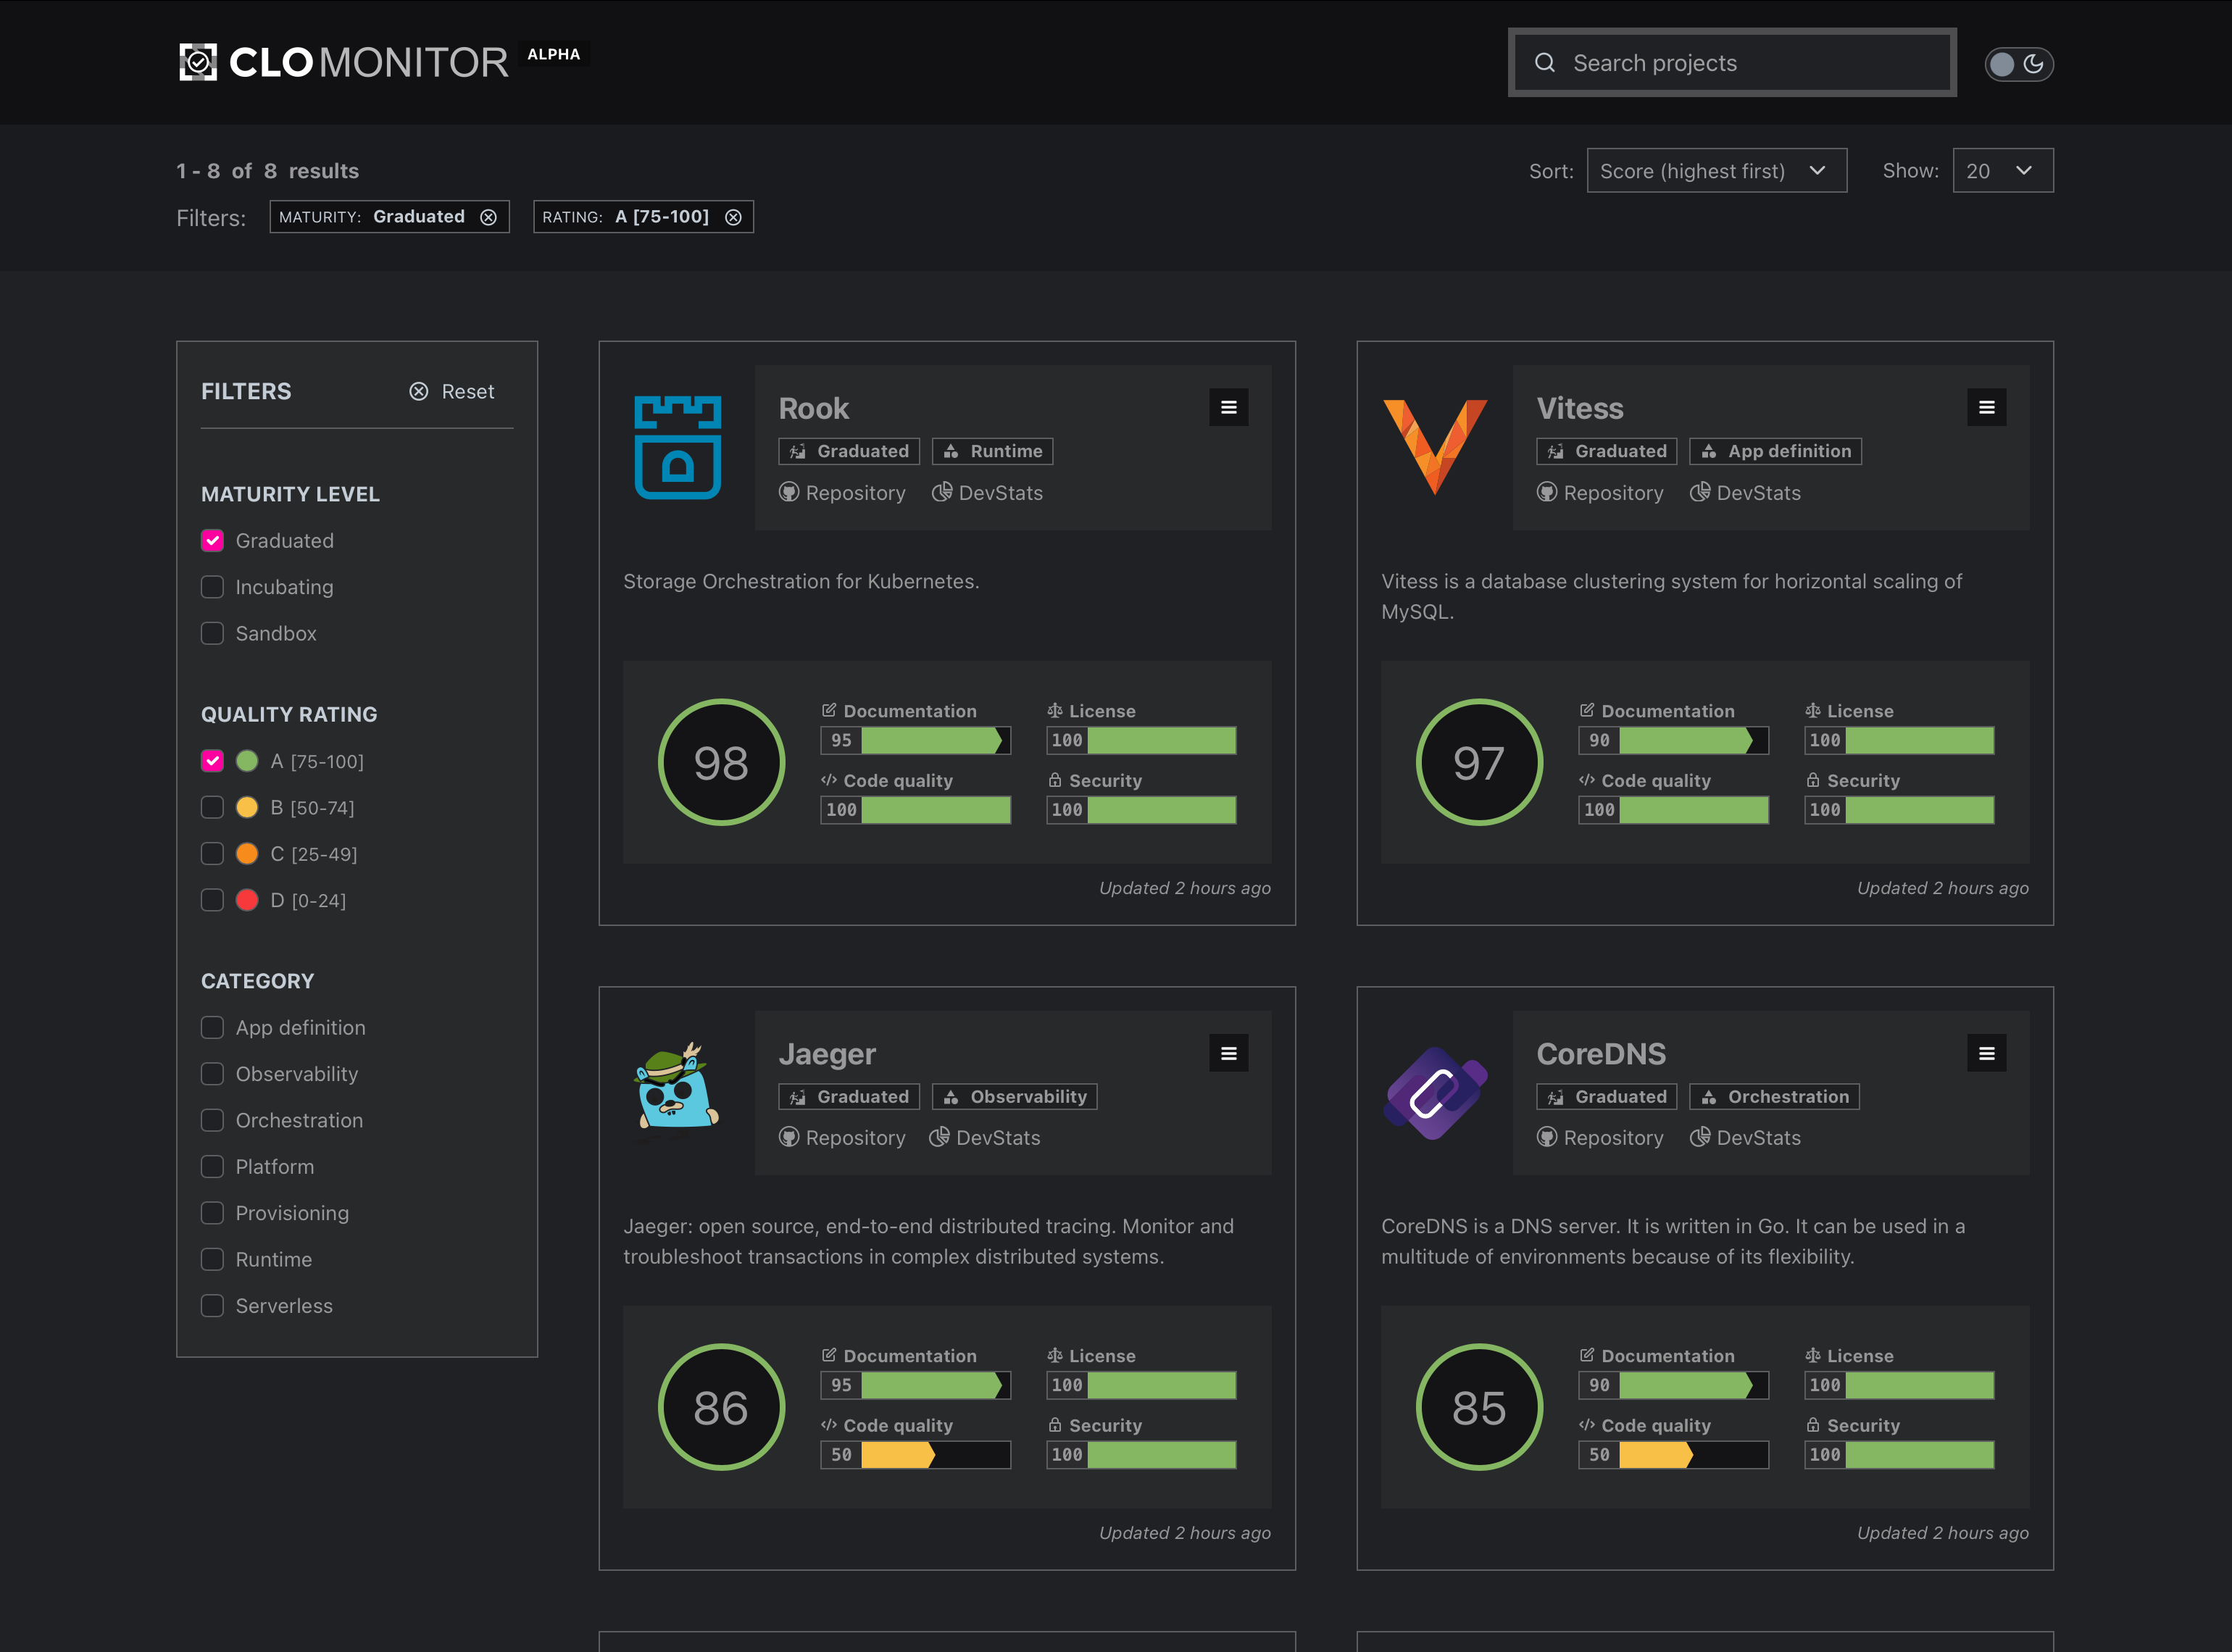 CLOMONITOR ALPHA
Search projects
1 - 8 of 8 results
Sort: Score (highest first)
Show: 20
Filters: MATURITY: Graduated RATING: A [75-100]
FILTERS
Reset
MATURITY LEVEL
Graduated
Incubating
Sandbox
QUALITY RATING
A [75-100]
B [50-74]
C [25-49]
D [0-24]
CATEGORY
App definition
Observability
Orchestration
Platform
Provisioning
Runtime
Serverless
Rook
Graduated Runtime
Repository DevStats
Storage Orchestration for Kubernetes.
98
Documentation
95
License
100
Code quality
100
Security
100
Updated 2 hours ago
Vitess
Graduated App definition
Repository DevStats
Vitess is a database clustering system for horizontal scaling of
MySQL.
97
Documentation
90
License
100
Code quality
100
Security
100
Updated 2 hours ago
Jaeger
Graduated Observability
Repository DevStats
Jaeger: open source, end-to-end distributed tracing. Monitor and
troubleshoot transactions in complex distributed systems.
86
Documentation
95
License
100
Code quality
50
Security
100
Updated 2 hours ago
CoreDNS
Graduated Orchestration
Repository DevStats
CoreDNS is a DNS server. It is written in Go. It can be used in a
multitude of environments because of its flexibility.
85
Documentation
90
License
100
Code quality
50
Security
100
Updated 2 hours ago